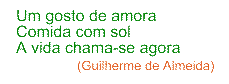 Um gosto de amora
Comida com sol
A vida chama-se agora
(Guilherme de Almeida)